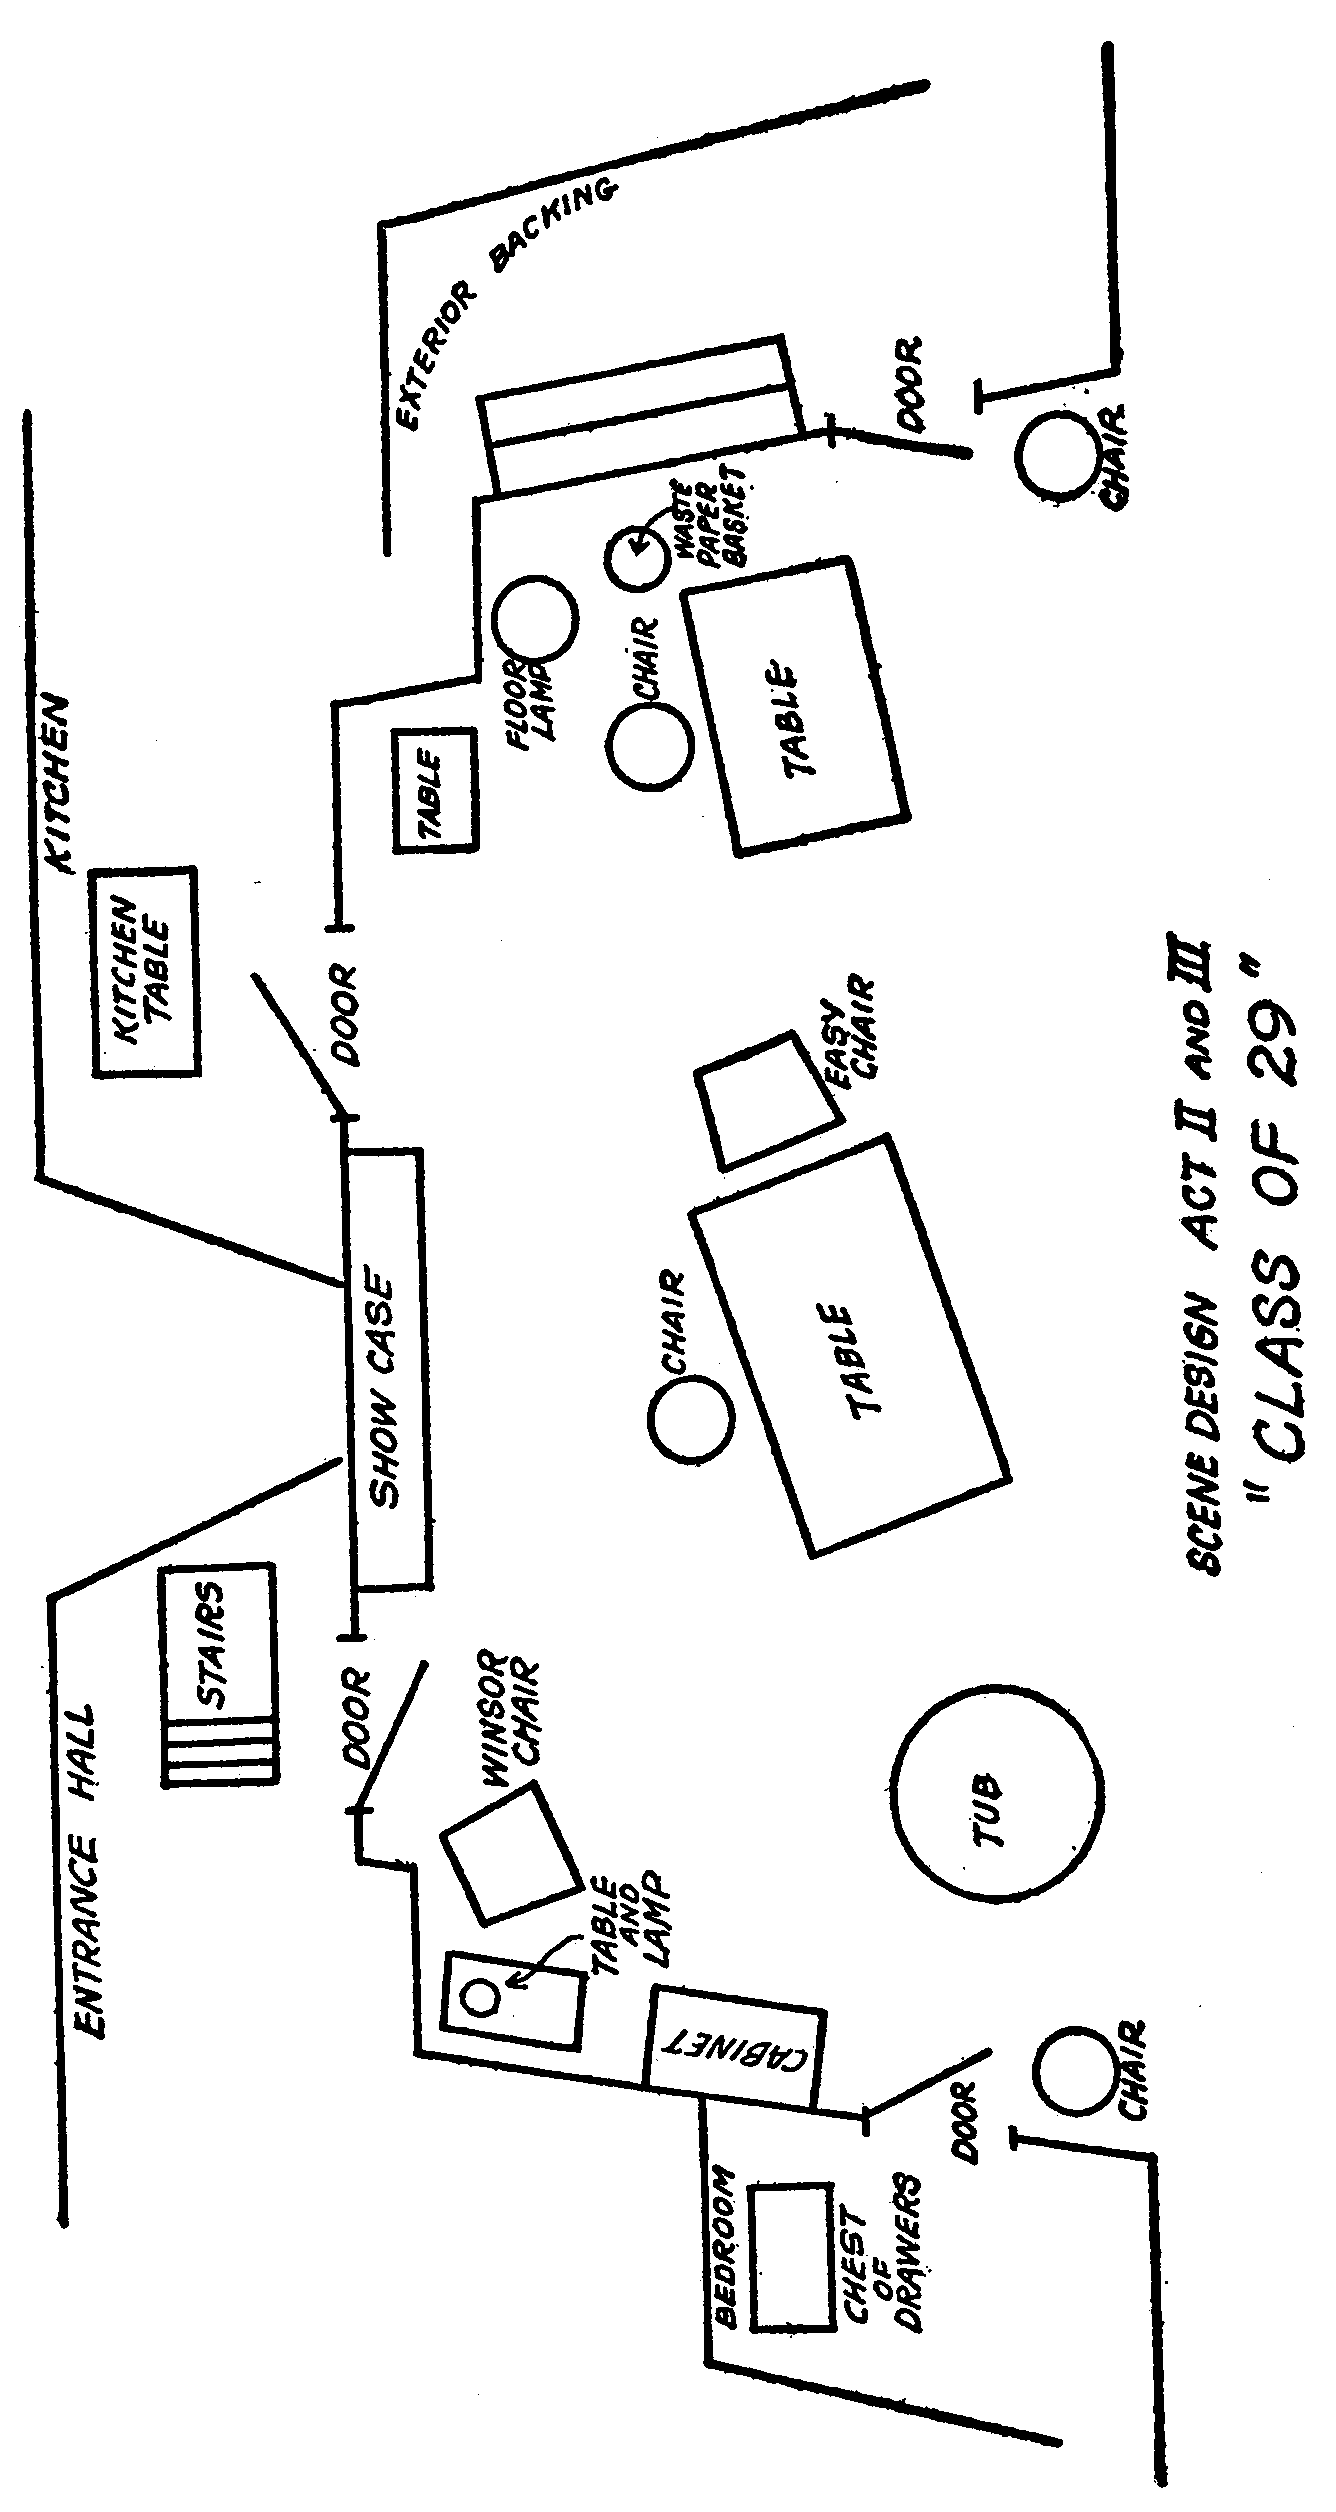 ENTRANCE HALL
KITCHEN
STAIRS
KITCHEN
TABLE
DOOR
SHOW CASE
DOOR
TABLE
EXTERIOR BACKING
WINSOR
CHAIR
FLOOR
LAMP
TABLE
AND
LAMP
CHAIR
CHAIR
WASTE
PAPER
BASKET
CABINET
BEDROOM
TABLE
EASY
CHAIR
TABLE
CHEST
OF
DRAWERS
DOOR
TUB
DOOR
CHAIR
CHAIR
SCENE DESIGN ACT II AND III
"CLASS OF 29"